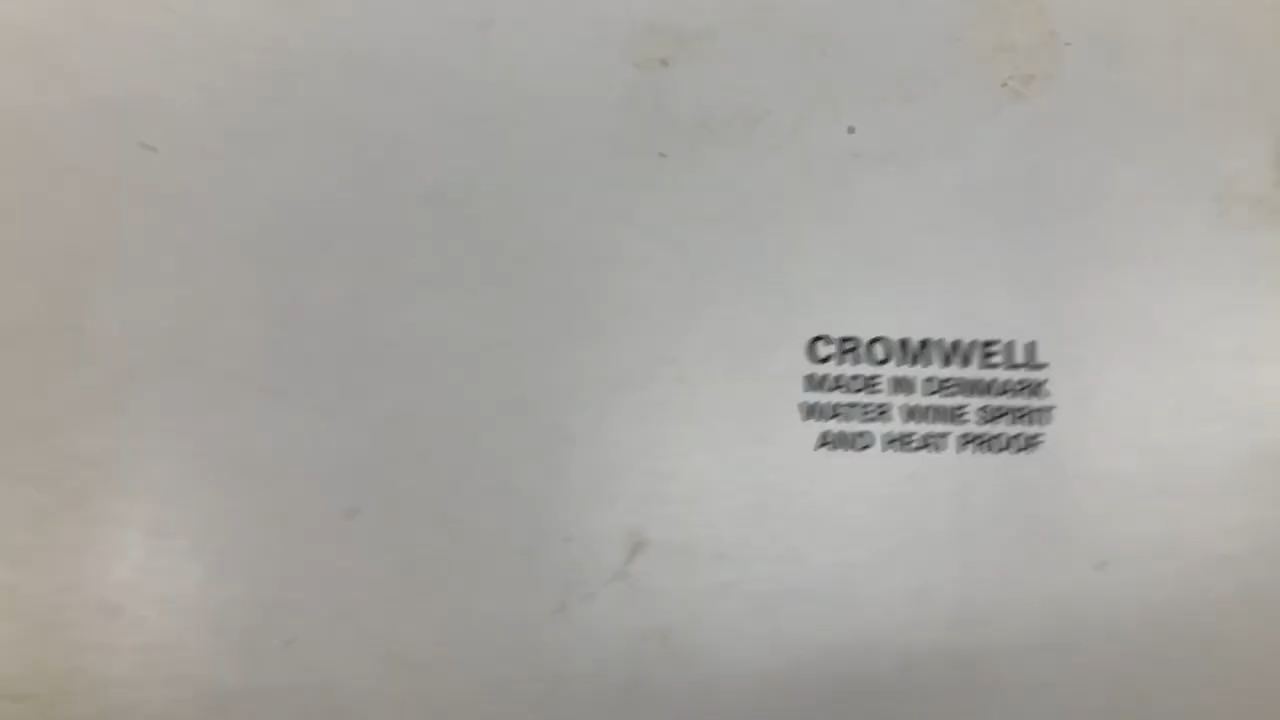 CROMWELL
MADE IN DENMARK
WATER WINE SPIRIT
AND HEAT PROOF